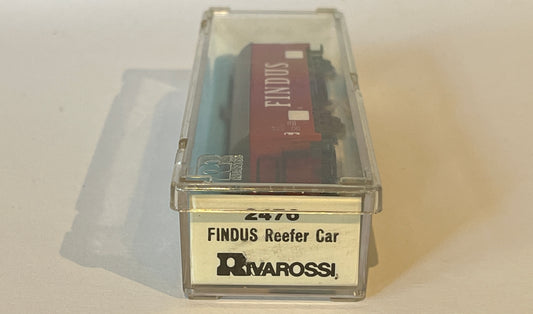 FINDUS
2476
FINDUS Reefer Car
RIVAROSSI